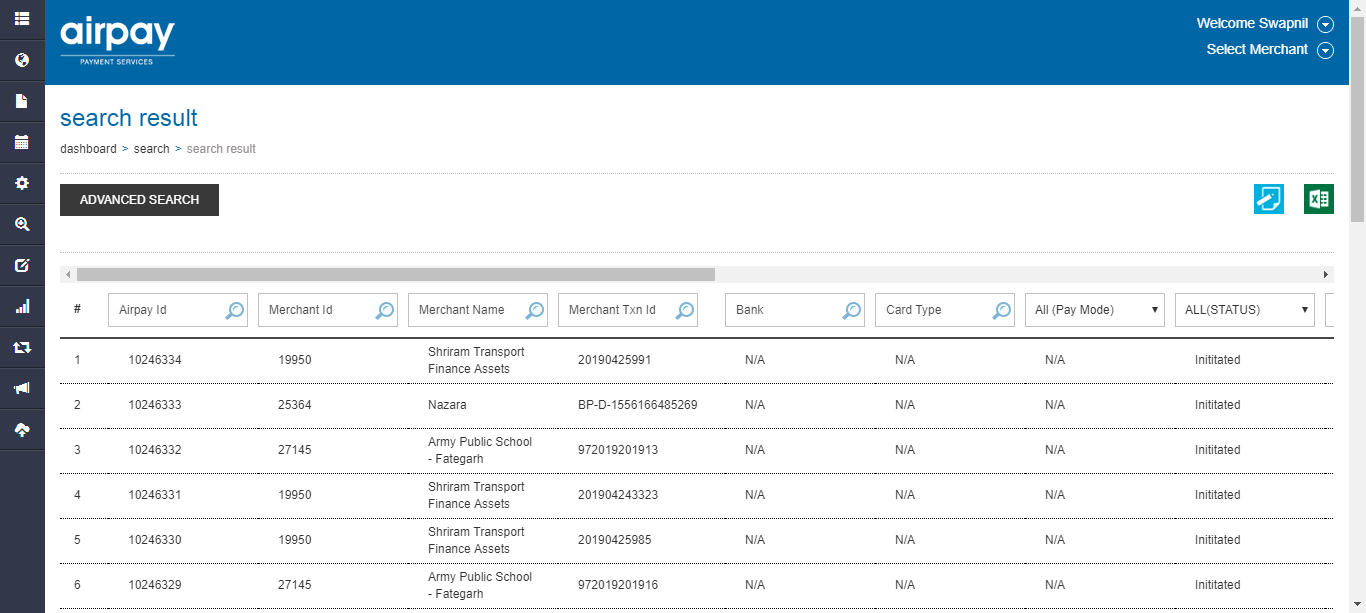 airpay
PAYMENT SERVICES
Welcome Swapnil
Select Merchant
search result
dashboard > search > search result
ADVANCED SEARCH
# Airpay Id Merchant Id Merchant Name Merchant Txn Id Bank Card Type All (Pay Mode) ALL(STATUS)
1 10246334 19950 Shriram Transport Finance Assets 20190425991 N/A N/A N/A Inititated
2 10246333 25364 Nazara BP-D-1556166485269 N/A N/A N/A Inititated
3 10246332 27145 Army Public School - Fategarh 972019201913 N/A N/A N/A Inititated
4 10246331 19950 Shriram Transport Finance Assets 201904243323 N/A N/A N/A Inititated
5 10246330 19950 Shriram Transport Finance Assets 20190425985 N/A N/A N/A Inititated
6 10246329 27145 Army Public School - Fategarh 972019201916 N/A N/A N/A Inititated